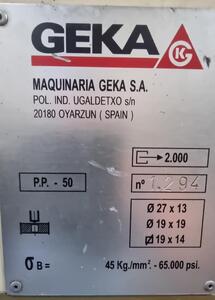 GEKA
GK
MAQUINARIA GEKA S.A.
POL. IND. UGALDETXO s/n
20180 OYARZUN ( SPAIN )
2.000
P.P. - 50
nº 1.294
Ø 27 x 13
Ø 19 x 19
19 x 14
σ B = 45 Kg./mm². - 65.000 psi.